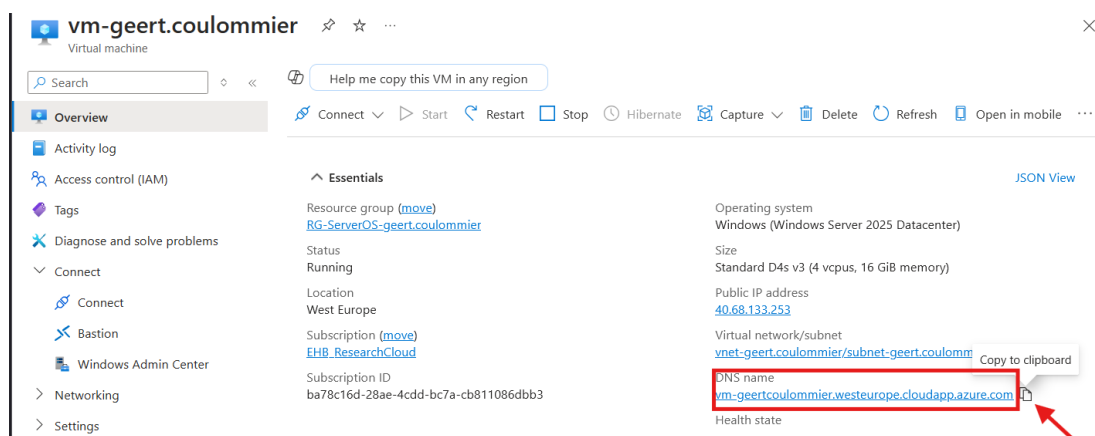 vm-geert.coulommier
Virtual machine
Search
Overview
Activity log
Access control (IAM)
Tags
Diagnose and solve problems
Connect
Connect
Bastion
Windows Admin Center
Networking
Settings
Help me copy this VM in any region
Connect Start Restart Stop Hibernate Capture Delete Refresh Open in mobile
Essentials
JSON View
Resource group (move)
RG-ServerOS-geert.coulommier
Status
Running
Location
West Europe
Subscription (move)
EHB_ResearchCloud
Subscription ID
ba78c16d-28ae-4cdd-bc7a-cb811086dbb3
Operating system
Windows (Windows Server 2025 Datacenter)
Size
Standard D4s v3 (4 vcpus, 16 GiB memory)
Public IP address
40.68.133.253
Virtual network/subnet
vnet-geert.coulommier/subnet-geert.coulomm
Copy to clipboard
DNS name
vm-geertcoulommier.westeurope.cloudapp.azure.com
Health state